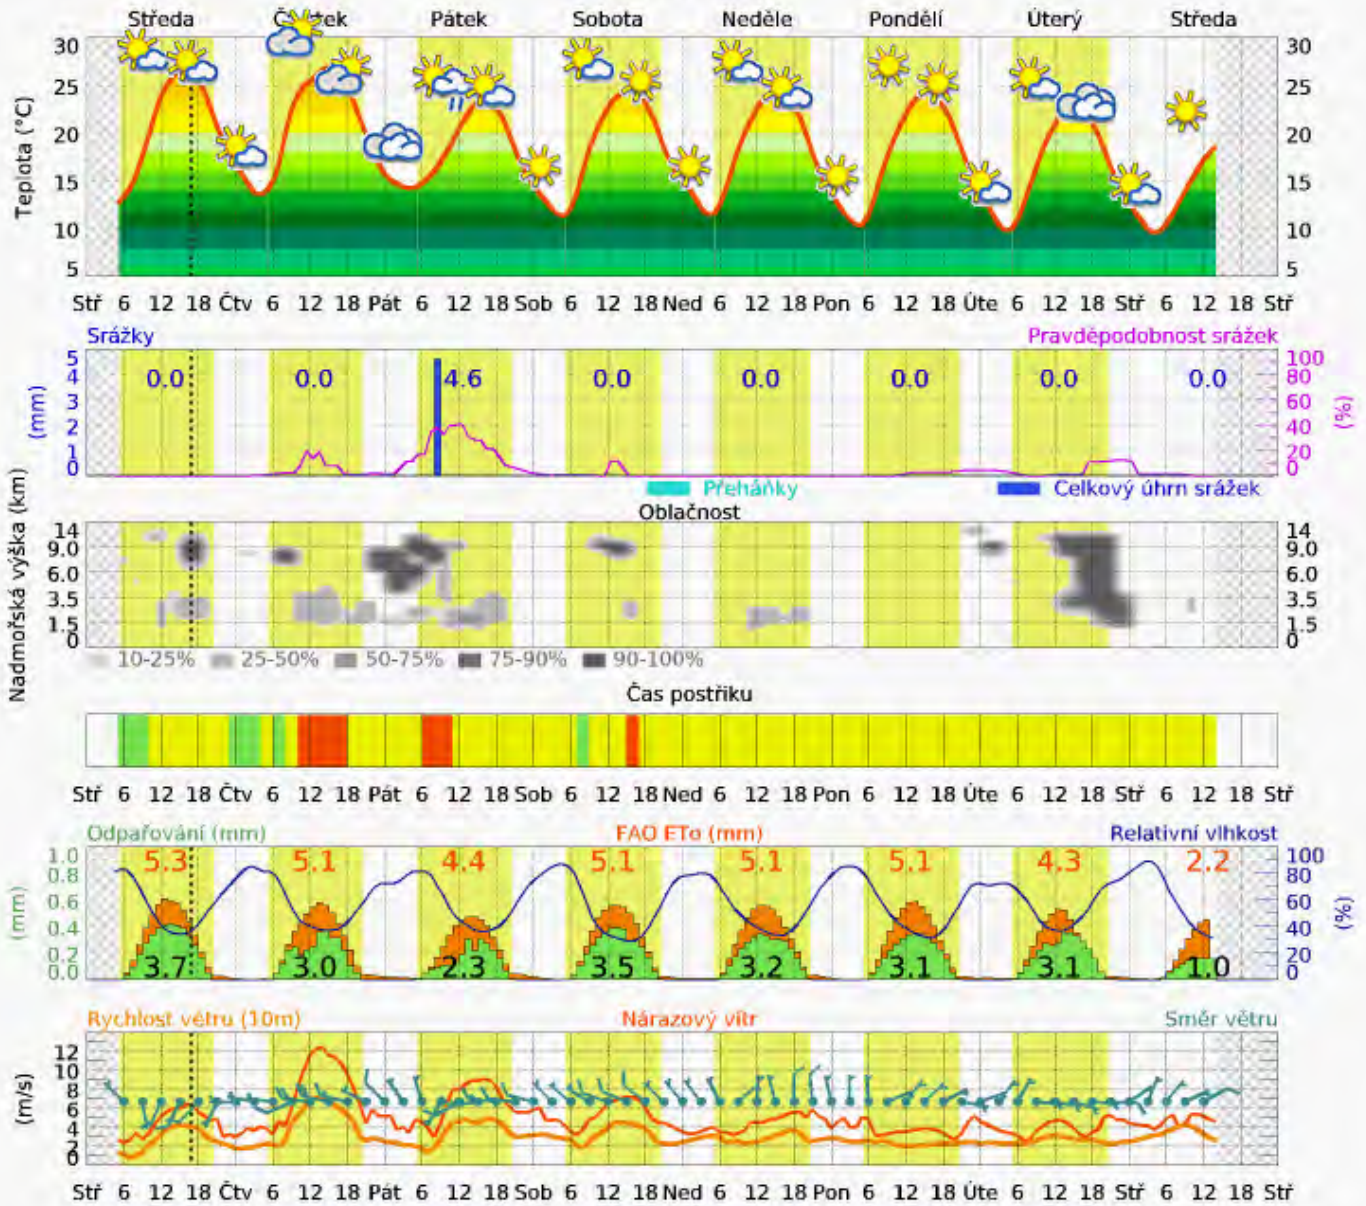 Středa Čtvrtek Pátek Sobota Neděle Pondělí Úterý Středa
30 30
25 25
20 20
15 15
10 10
5 5
Teplota (°C)
Stř 6 12 18 Čtv 6 12 18 Pát 6 12 18 Sob 6 12 18 Ned 6 12 18 Pon 6 12 18 Úte 6 12 18 Stř 6 12 18 Stř
Srážky Pravděpodobnost srážek
5 100
4 0.0 0.0 4.6 0.0 0.0 0.0 0.0 0.0 80
3 60
2 40
1 20
0 0
(mm) (%)
Přeháňky Celkový úhrn srážek
Oblačnost
14 14
9.0 9.0
6.0 6.0
3.5 3.5
1.5 1.5
0 0
Nadmořská výška (km)
10-25% 25-50% 50-75% 75-90% 90-100%
Čas postřiku
Stř 6 12 18 Čtv 6 12 18 Pát 6 12 18 Sob 6 12 18 Ned 6 12 18 Pon 6 12 18 Úte 6 12 18 Stř 6 12 18 Stř
Odpařování (mm) FAO ETo (mm) Relativní vlhkost
1.0 5.3 5.1 4.4 5.1 5.1 5.1 4.3 2.2 100
0.8 80
0.6 60
0.4 40
0.2 20
0.0 3.7 3.0 2.3 3.5 3.2 3.1 3.1 1.0 0
(mm) (%)
Rychlost větru (10m) Nárazový vítr Směr větru
12
10
8
6
4
2
0
(m/s)
Stř 6 12 18 Čtv 6 12 18 Pát 6 12 18 Sob 6 12 18 Ned 6 12 18 Pon 6 12 18 Úte 6 12 18 Stř 6 12 18 Stř